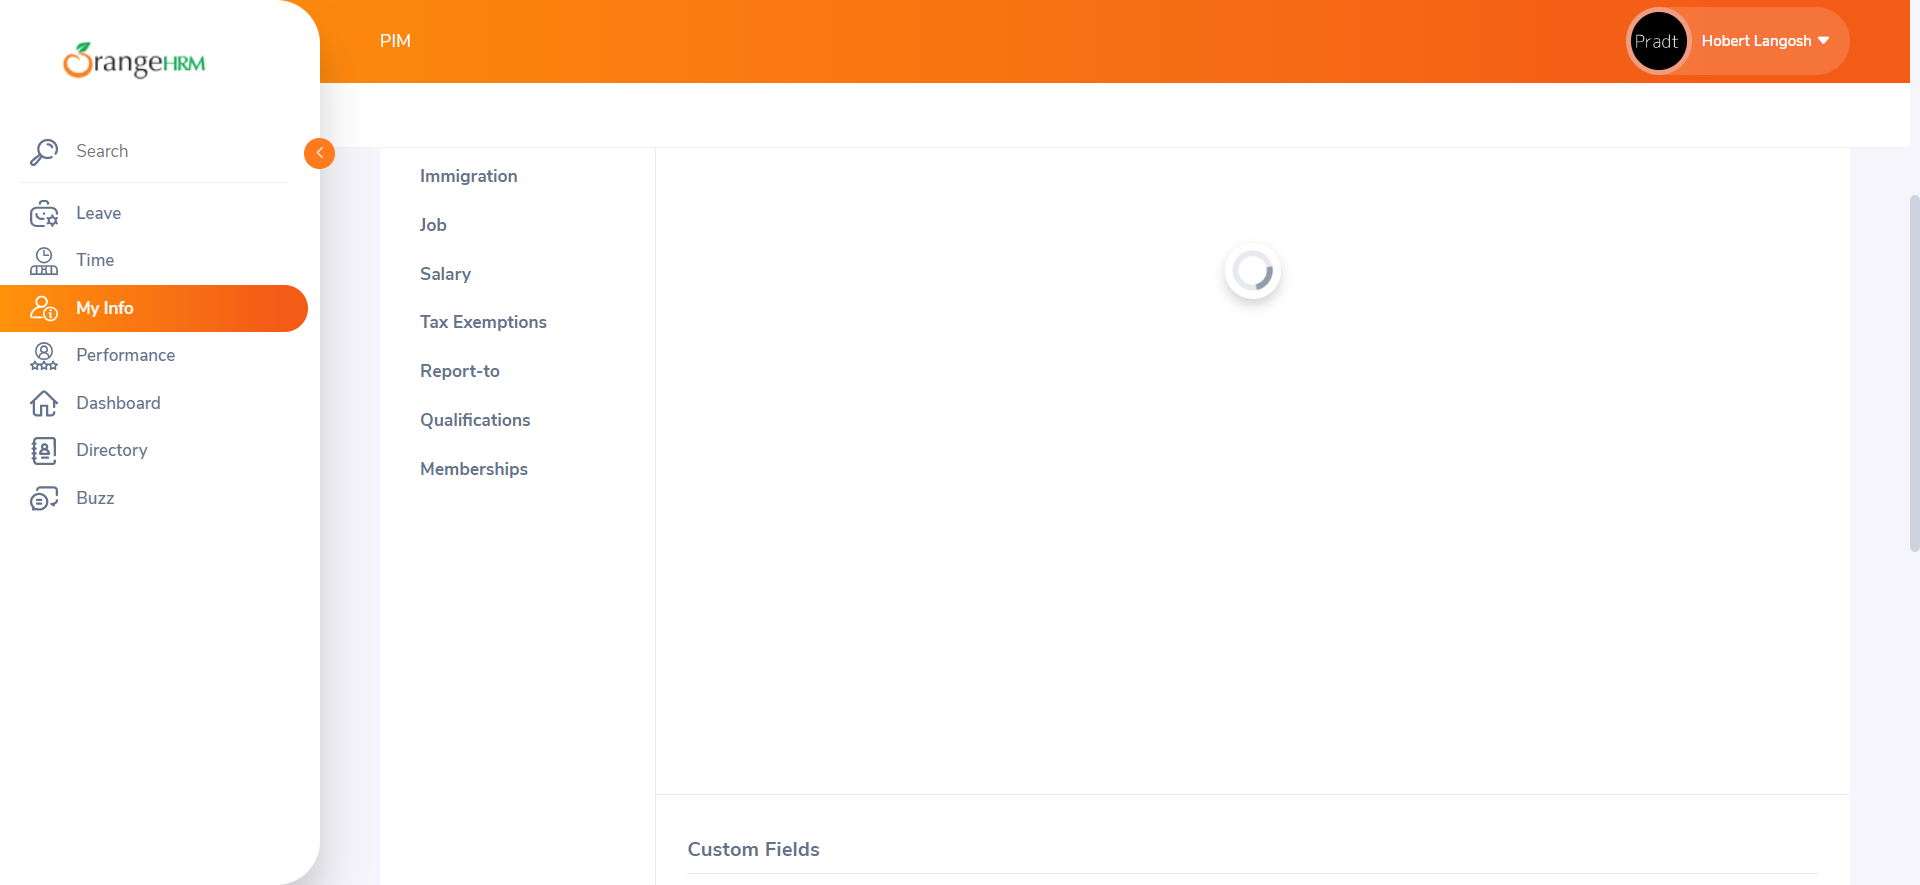 OrangeHRM
PIM
Pradt
Hobert Langosh
Search
Leave
Time
My Info
Performance
Dashboard
Directory
Buzz
Immigration
Job
Salary
Tax Exemptions
Report-to
Qualifications
Memberships
Custom Fields